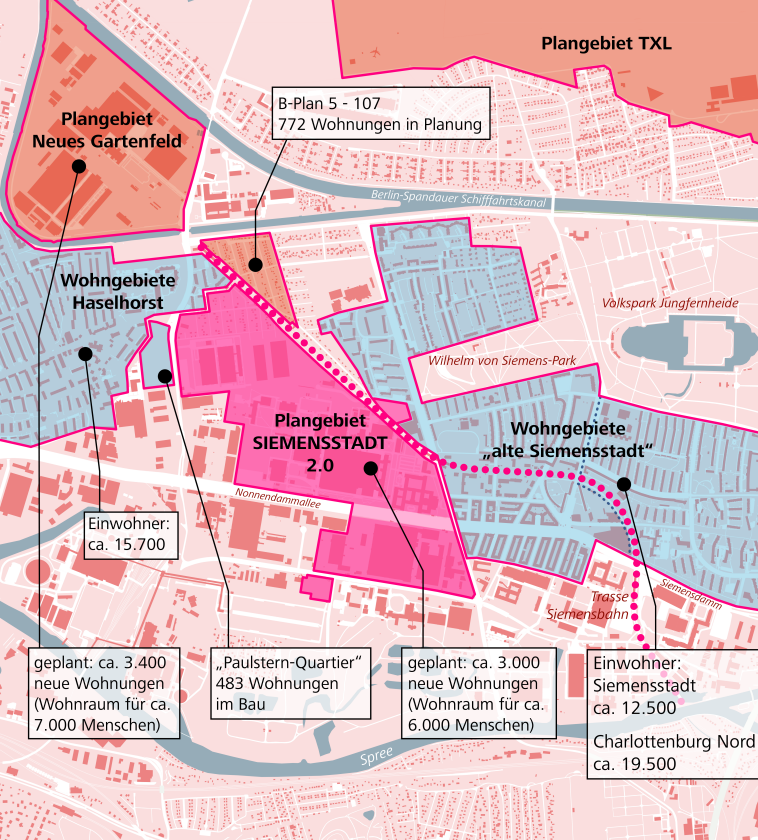 Plangebiet TXL
B-Plan 5 - 107
772 Wohnungen in Planung
Plangebiet
Neues Gartenfeld
Berlin-Spandauer Schifffahrtskanal
Wohngebiete
Haselhorst
Volkspark Jungfernheide
Wilhelm von Siemens-Park
Plangebiet
SIEMENSSTADT
2.0
Wohngebiete
„alte Siemensstadt“
Nonnendammallee
Einwohner:
ca. 15.700
Trasse
Siemensbahn
Siemensdamm
geplant: ca. 3.400
neue Wohnungen
(Wohnraum für ca.
7.000 Menschen)
„Paulstern-Quartier“
483 Wohnungen
im Bau
geplant: ca. 3.000
neue Wohnungen
(Wohnraum für ca.
6.000 Menschen)
Einwohner:
Siemensstadt
ca. 12.500
Charlottenburg Nord
ca. 19.500
Spree